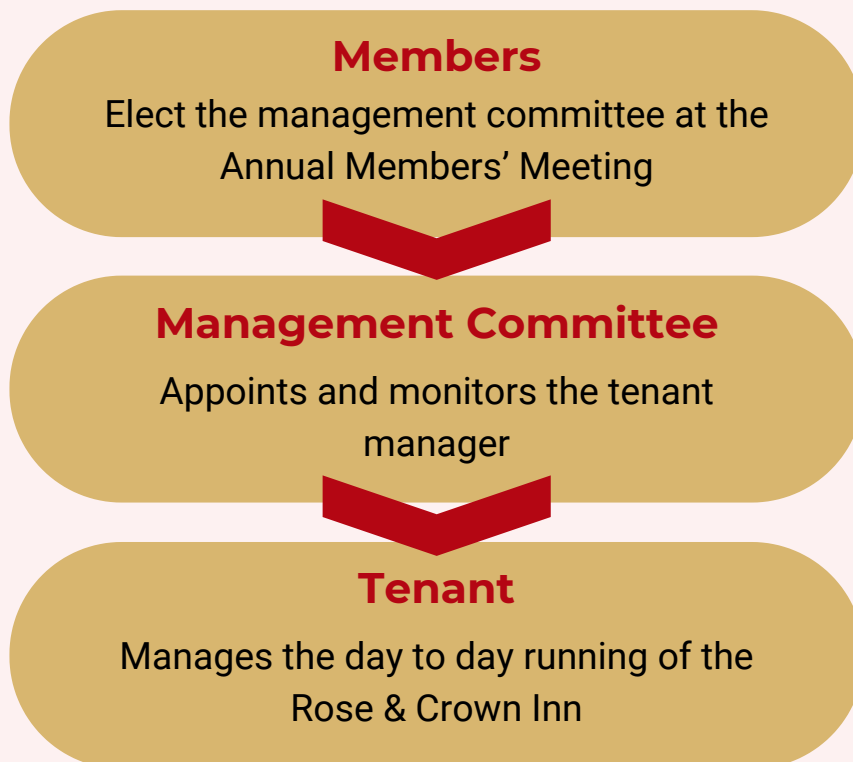 Members
Elect the management committee at the
Annual Members’ Meeting
Management Committee
Appoints and monitors the tenant
manager
Tenant
Manages the day to day running of the
Rose & Crown Inn